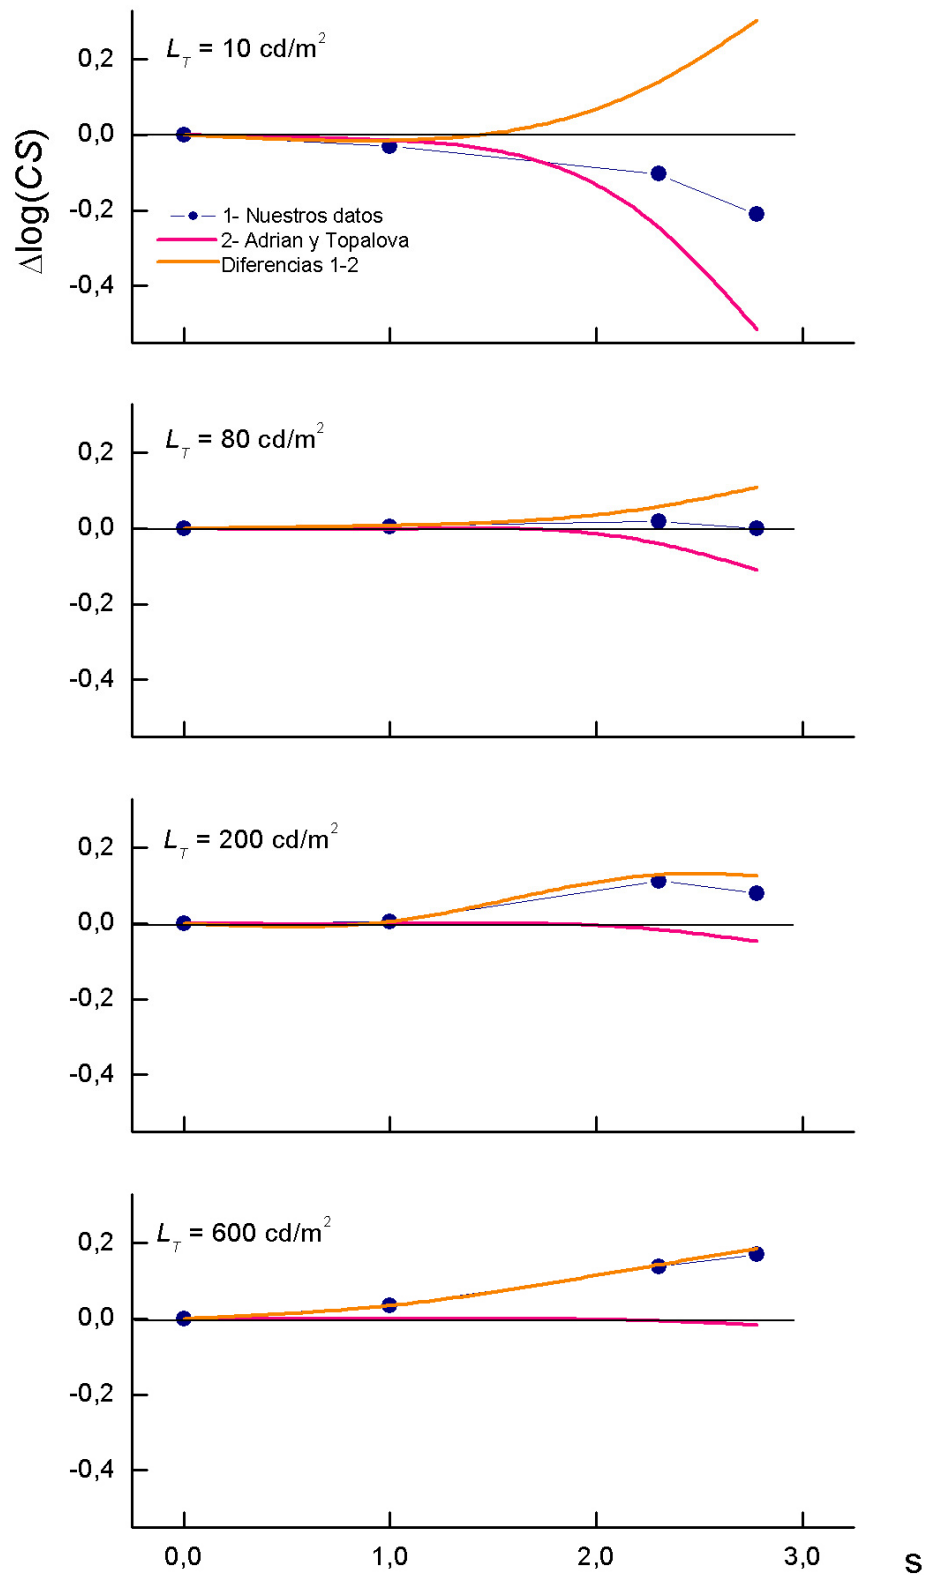 L_T = 10 cd/m²
0,2
0,0
-0,2
-0,4
Δlog(CS)
1- Nuestros datos
2- Adrian y Topalova
Diferencias 1-2
L_T = 80 cd/m²
0,2
0,0
-0,2
-0,4
L_T = 200 cd/m²
0,2
0,0
-0,2
-0,4
L_T = 600 cd/m²
0,2
0,0
-0,2
-0,4
0,0 1,0 2,0 3,0 s